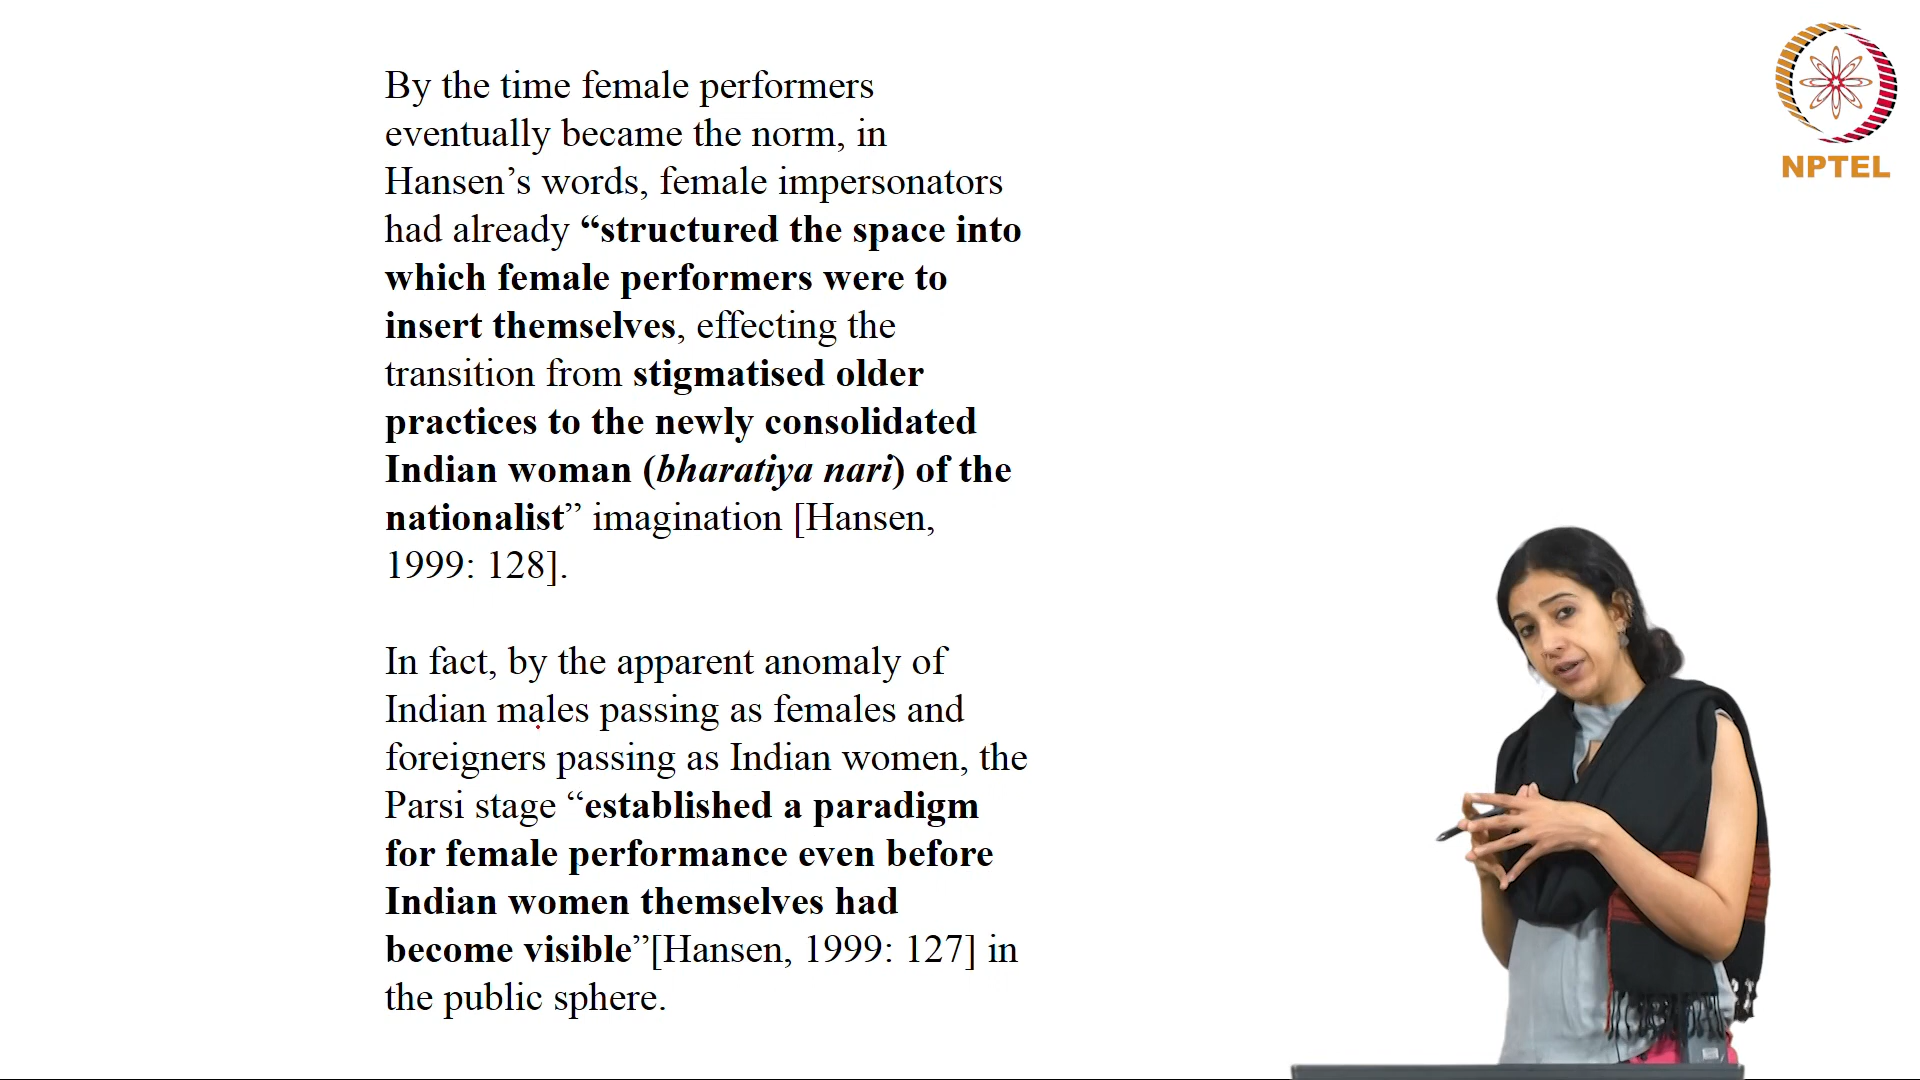 By the time female performers
eventually became the norm, in
Hansen’s words, female impersonators
had already “structured the space into
which female performers were to
insert themselves, effecting the
transition from stigmatised older
practices to the newly consolidated
Indian woman (bharatiya nari) of the
nationalist” imagination [Hansen,
1999: 128].
In fact, by the apparent anomaly of
Indian males passing as females and
foreigners passing as Indian women, the
Parsi stage “established a paradigm
for female performance even before
Indian women themselves had
become visible”[Hansen, 1999: 127] in
the public sphere.
NPTEL